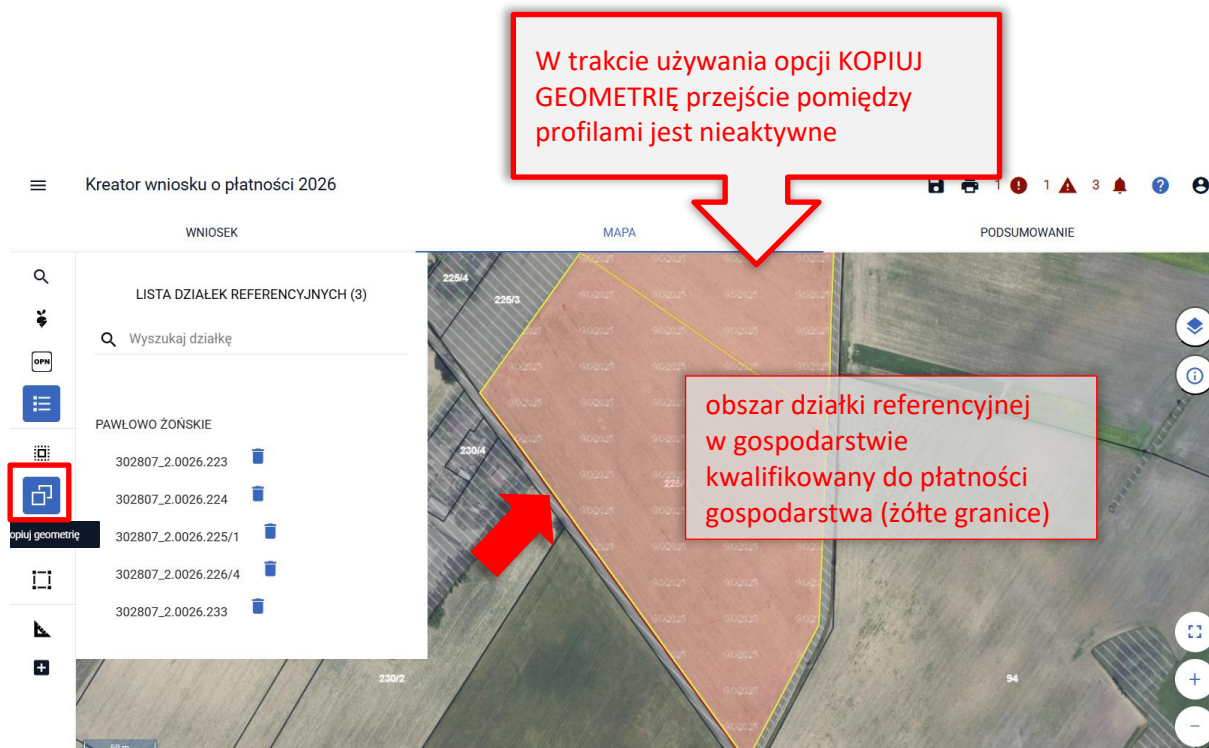 W trakcie używania opcji KOPIUJ
GEOMETRIĘ przejście pomiędzy
profilami jest nieaktywne
Kreator wniosku o płatności 2026
1 1 3
WNIOSEK
MAPA
PODSUMOWANIE
LISTA DZIAŁEK REFERENCYJNYCH (3)
Wyszukaj działkę
OPN
PAWŁOWO ŻOŃSKIE
302807_2.0026.223
302807_2.0026.224
opiuj geometrię
302807_2.0026.225/1
302807_2.0026.226/4
302807_2.0026.233
225/4
225/3
230/4
obszar działki referencyjnej
w gospodarstwie
kwalifikowany do płatności
gospodarstwa (żółte granice)
230/2
94
50 m